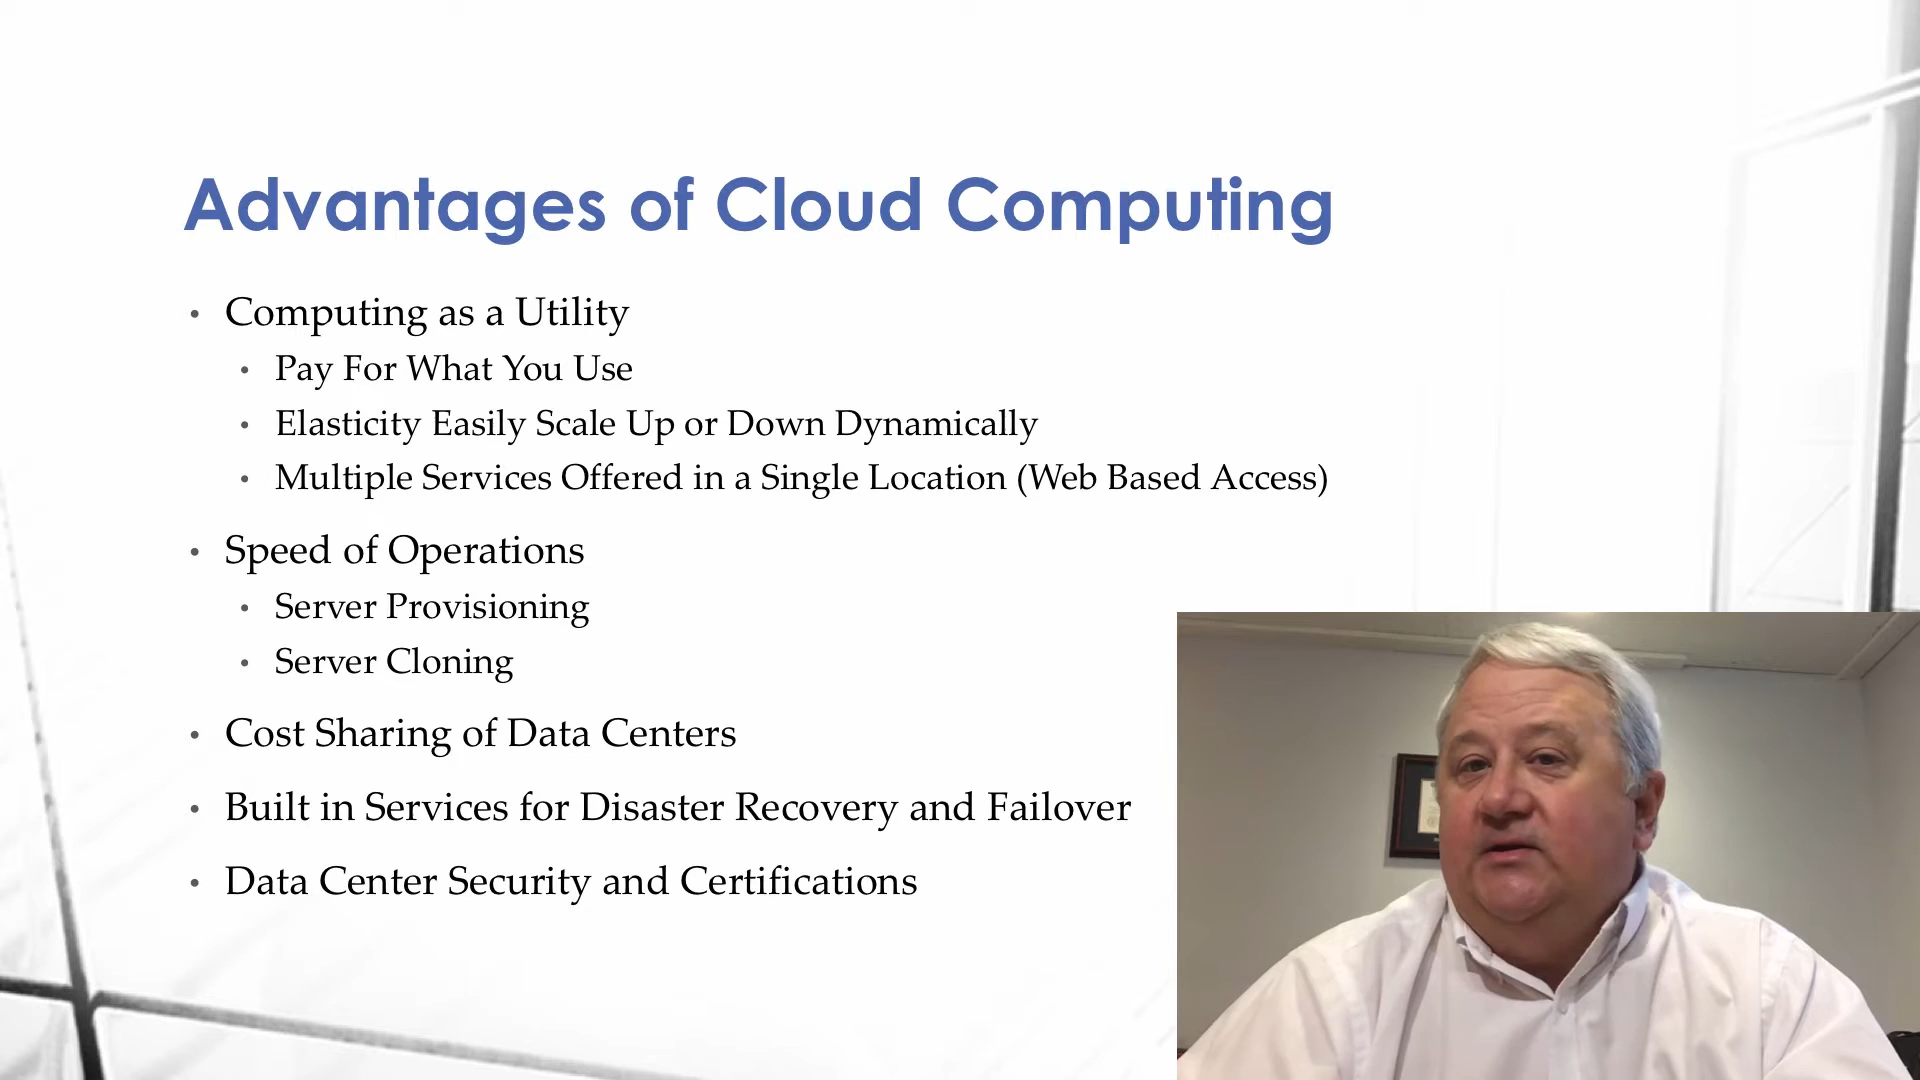 Advantages of Cloud Computing
• Computing as a Utility
• Pay For What You Use
• Elasticity Easily Scale Up or Down Dynamically
• Multiple Services Offered in a Single Location (Web Based Access)
• Speed of Operations
• Server Provisioning
• Server Cloning
• Cost Sharing of Data Centers
• Built in Services for Disaster Recovery and Failover
• Data Center Security and Certifications